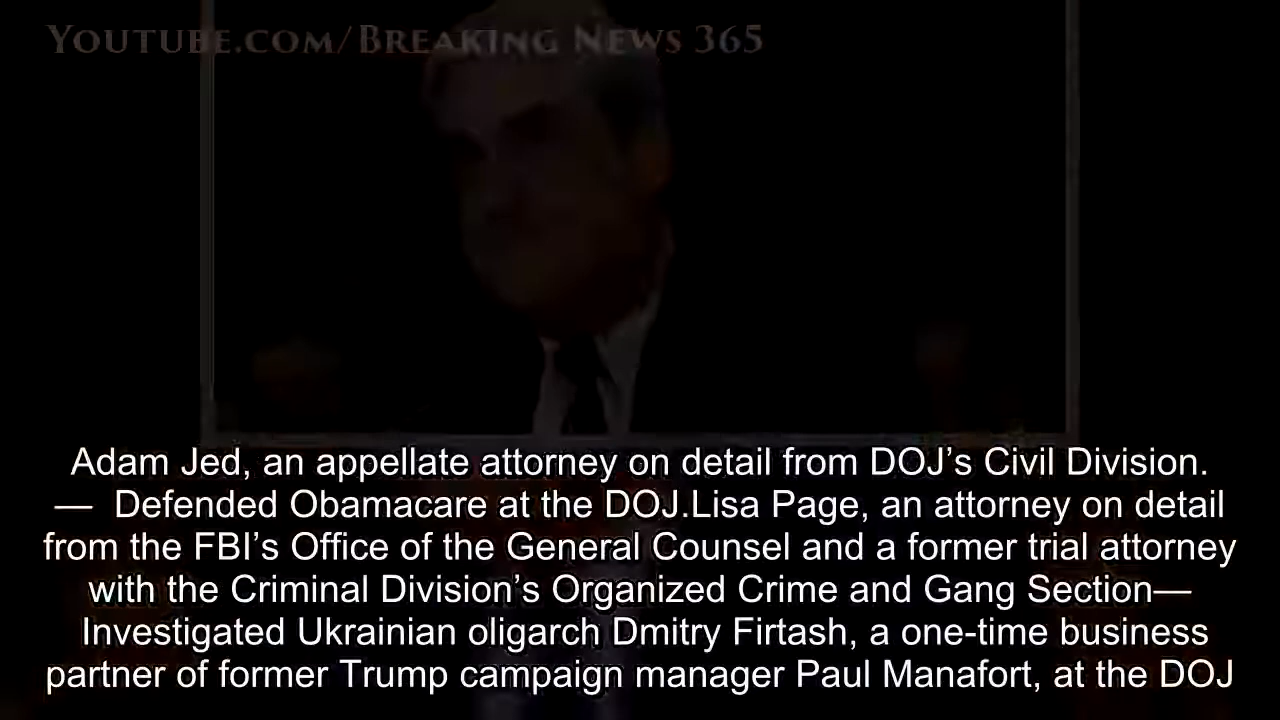 YOUTUBE.COM/BREAKING NEWS 365
Adam Jed, an appellate attorney on detail from DOJ’s Civil Division.
—  Defended Obamacare at the DOJ.Lisa Page, an attorney on detail
from the FBI’s Office of the General Counsel and a former trial attorney
with the Criminal Division’s Organized Crime and Gang Section—
Investigated Ukrainian oligarch Dmitry Firtash, a one-time business
partner of former Trump campaign manager Paul Manafort, at the DOJ